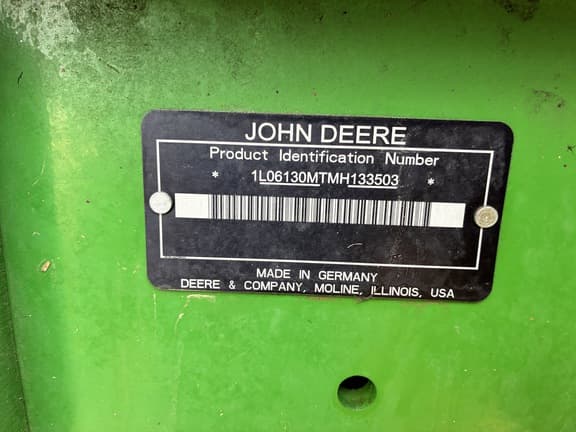 JOHN DEERE
Product Identification Number
* 1L06130MTMH133503 *
MADE IN GERMANY
DEERE & COMPANY, MOLINE, ILLINOIS, USA